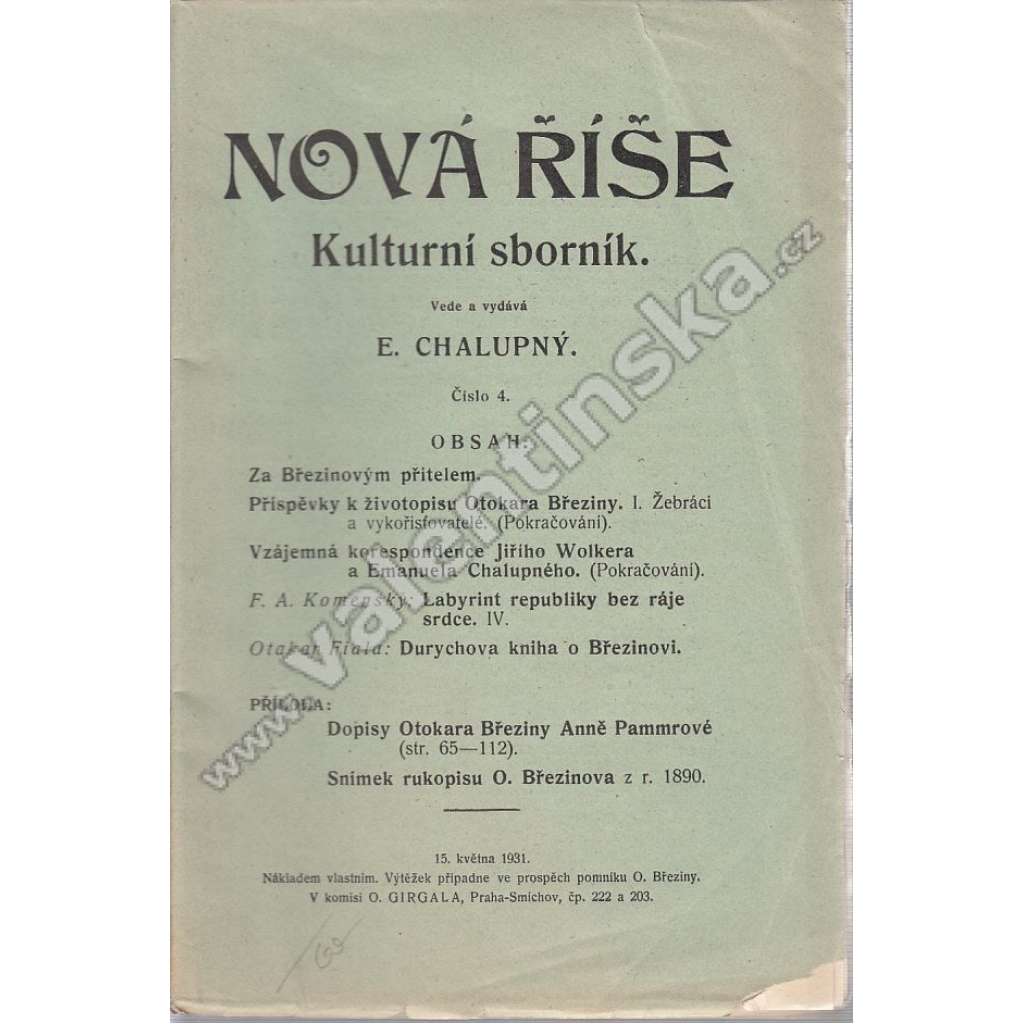 NOVÁ ŘÍŠE
Kulturní sborník.
Vede a vydává
E. CHALUPNÝ.
Číslo 4.
OBSAH:
Za Březinovým přítelem.
Příspěvky k životopisu Otokara Březiny. I. Žebráci
a vykořisťovatelé. (Pokračování).
Vzájemná korespondence Jiřího Wolkera
a Emanuela Chalupného. (Pokračování).
F. A. Komenský: Labyrint republiky bez ráje
srdce. IV.
Otakar Fiala: Durychova kniha o Březinovi.
PŘÍLOHA:
Dopisy Otokara Březiny Anně Pammrové
(str. 65—112).
Snímek rukopisu O. Březinova z r. 1890.
15. května 1931.
Nákladem vlastním. Výtěžek připadne ve prospěch pomníku O. Březiny.
V komisi O. GIRGALA, Praha-Smíchov, čp. 222 a 203.
www.valentinska.cz